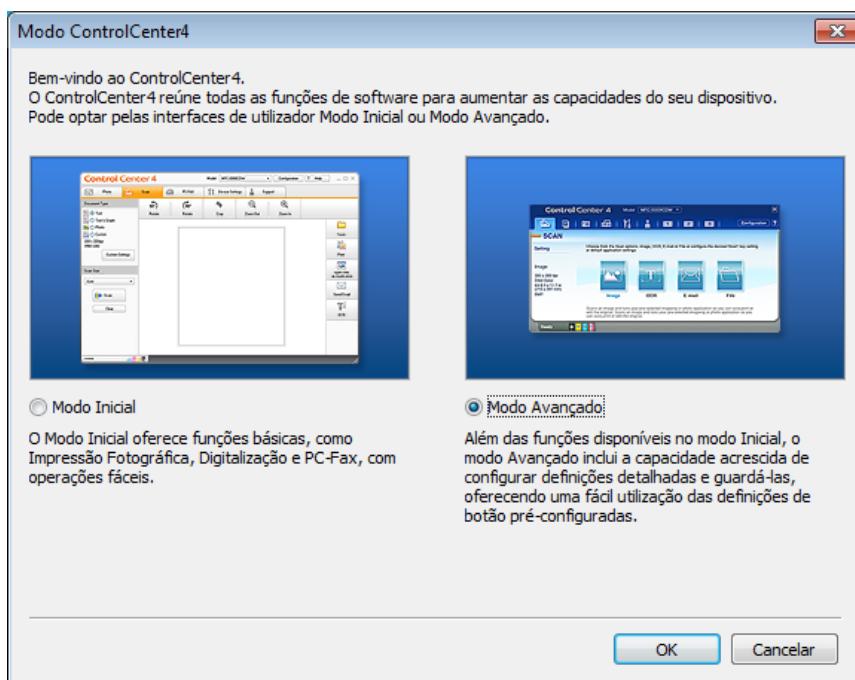 Modo ControlCenter4
Bem-vindo ao ControlCenter4.
O ControlCenter4 reúne todas as funções de software para aumentar as capacidades do seu dispositivo.
Pode optar pelas interfaces de utilizador Modo Inicial ou Modo Avançado.
Control Center 4
Control Center 4
SCAN
Image
OCR
E-mail
File
Modo Inicial
O Modo Inicial oferece funções básicas, como
Impressão Fotográfica, Digitalização e PC-Fax, com
operações fáceis.
Modo Avançado
Além das funções disponíveis no modo Inicial, o
modo Avançado inclui a capacidade acrescida de
configurar definições detalhadas e guardá-las,
oferecendo uma fácil utilização das definições de
botão pré-configuradas.
OK
Cancelar